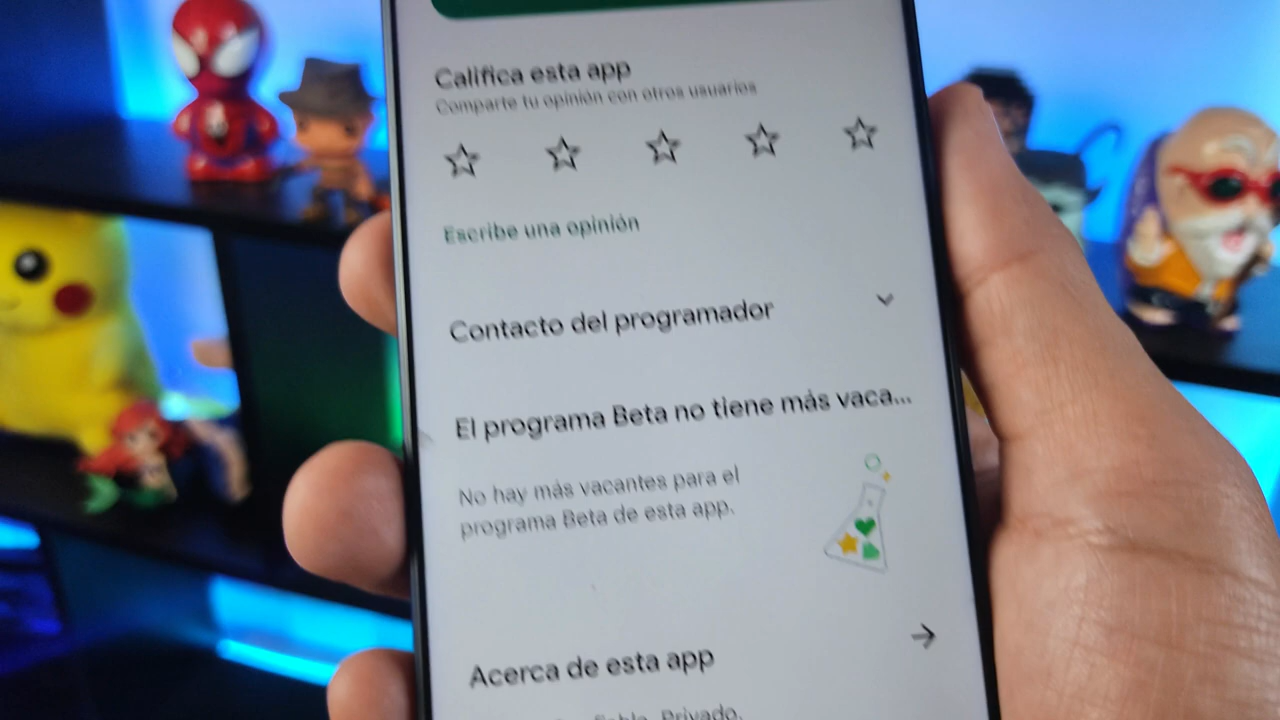 Califica esta app
Comparte tu opinión con otros usuarios
Escribe una opinión
Contacto del programador
El programa Beta no tiene más vaca...
No hay más vacantes para el
programa Beta de esta app.
Acerca de esta app
Privado.